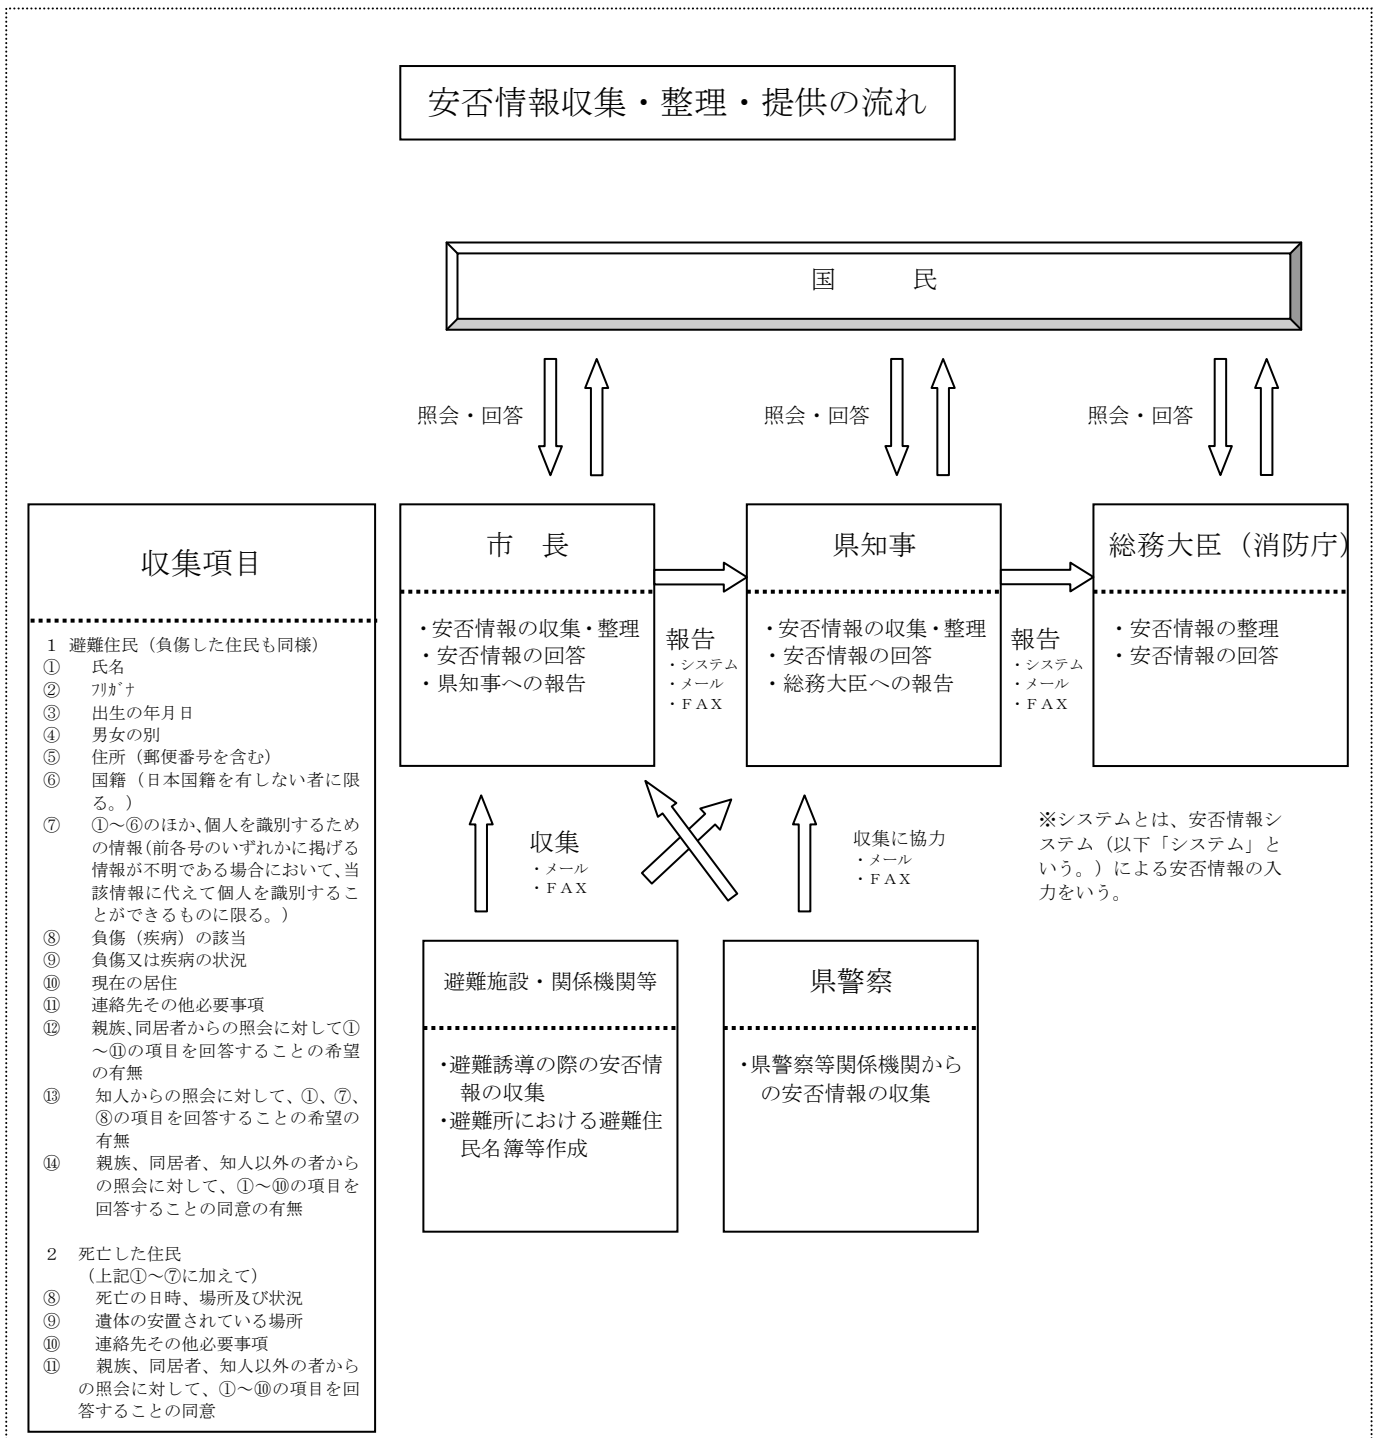 安否情報収集・整理・提供の流れ
国　民
照会・回答
照会・回答
照会・回答
収集項目
1 避難住民（負傷した住民も同様）
① 氏名
② ﾌﾘｶﾞﾅ
③ 出生の年月日
④ 男女の別
⑤ 住所（郵便番号を含む）
⑥ 国籍（日本国籍を有しない者に限
る。）
⑦ ①～⑥のほか、個人を識別するため
の情報(前各号のいずれかに掲げる
情報が不明である場合において、当
該情報に代えて個人を識別するこ
とができるものに限る。）
⑧ 負傷（疾病）の該当
⑨ 負傷又は疾病の状況
⑩ 現在の居住
⑪ 連絡先その他必要事項
⑫ 親族、同居者からの照会に対して①
～⑪の項目を回答することの希望
の有無
⑬ 知人からの照会に対して、①、⑦、
⑧の項目を回答することの希望の
有無
⑭ 親族、同居者、知人以外の者から
の照会に対して、①～⑩の項目を
回答することの同意の有無
2 死亡した住民
（上記①～⑦に加えて）
⑧ 死亡の日時、場所及び状況
⑨ 遺体の安置されている場所
⑩ 連絡先その他必要事項
⑪ 親族、同居者、知人以外の者から
の照会に対して、①～⑩の項目を回
答することの同意
市　長
・安否情報の収集・整理
・安否情報の回答
・県知事への報告
報告
・システム
・メール
・ＦＡＸ
県知事
・安否情報の収集・整理
・安否情報の回答
・総務大臣への報告
報告
・システム
・メール
・ＦＡＸ
総務大臣（消防庁）
・安否情報の整理
・安否情報の回答
収集
・メール
・ＦＡＸ
収集に協力
・メール
・ＦＡＸ
※システムとは、安否情報シ
ステム（以下「システム」と
いう。）による安否情報の入
力をいう。
避難施設・関係機関等
・避難誘導の際の安否情
報の収集
・避難所における避難住
民名簿等作成
県警察
・県警察等関係機関から
の安否情報の収集